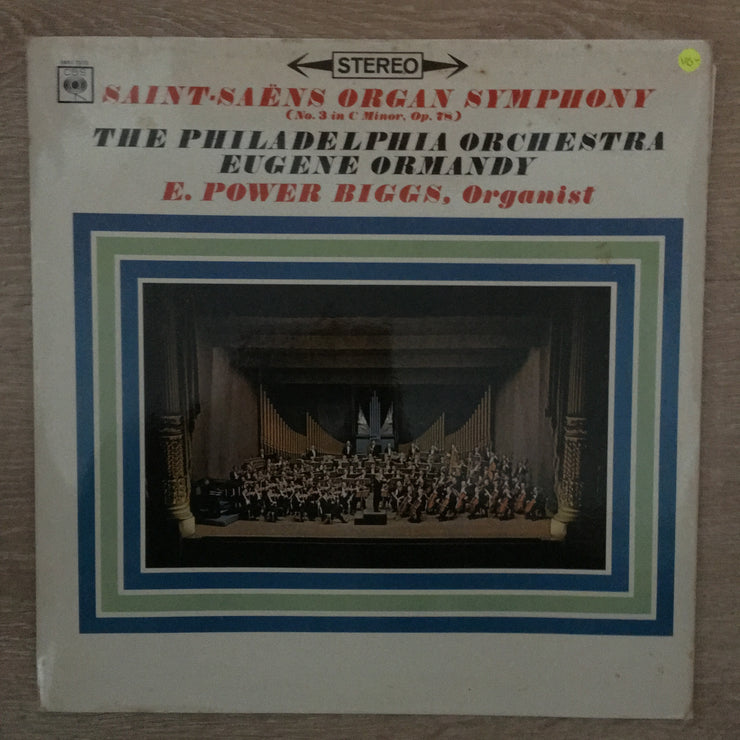 STEREO
CBS
SAINT-SAËNS ORGAN SYMPHONY
(No. 3 in C Minor, Op. 78)
THE PHILADELPHIA ORCHESTRA
EUGENE ORMANDY
E. POWER BIGGS, Organist